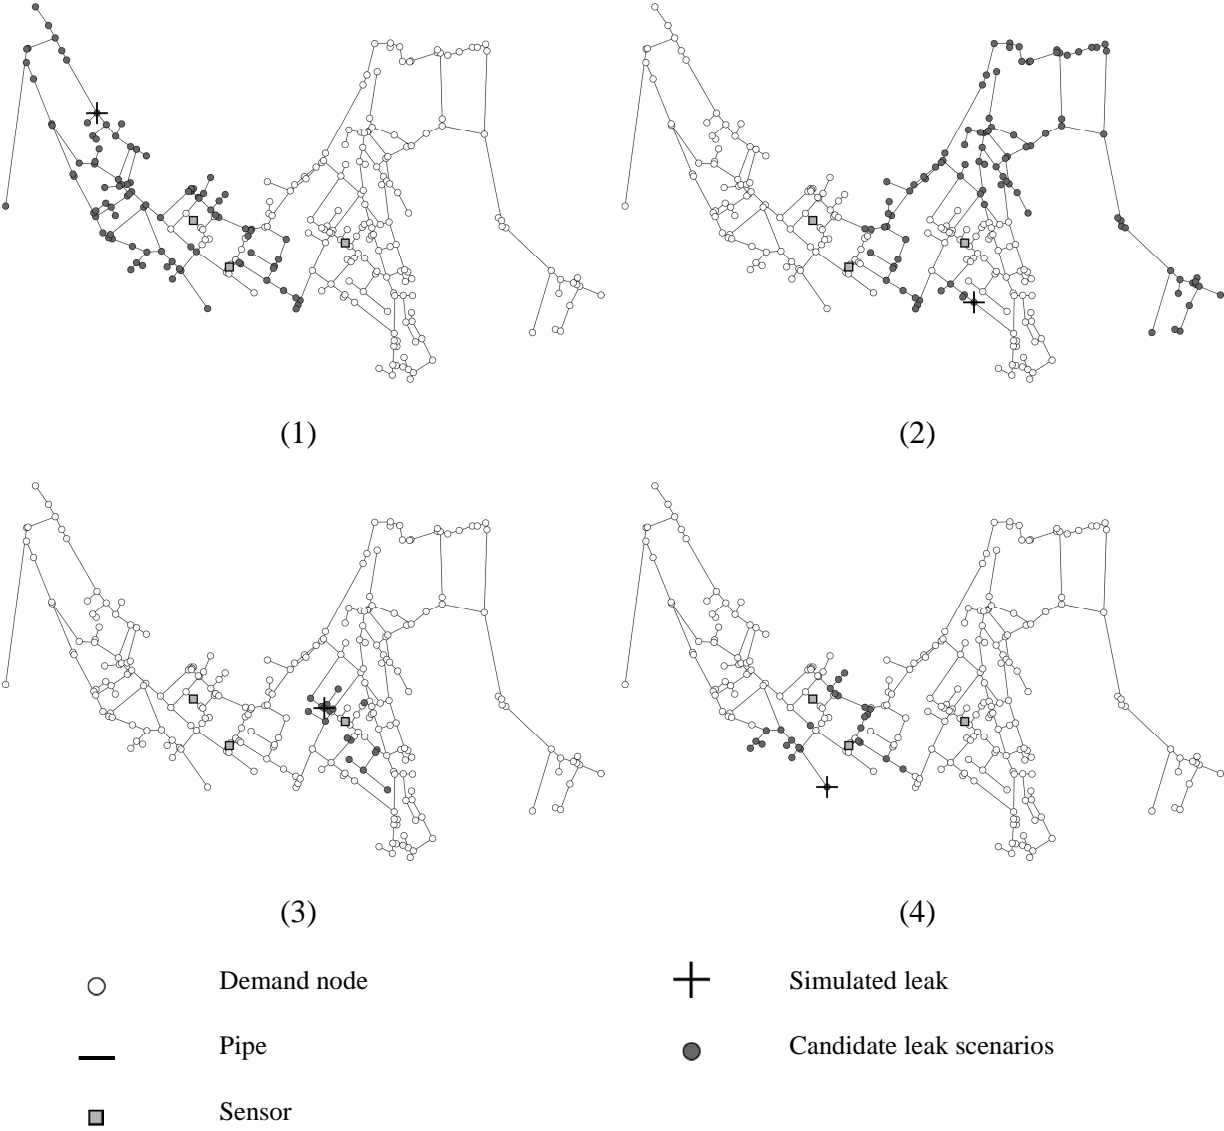 (1)
(2)
(3)
(4)
Demand node
Simulated leak
Pipe
Candidate leak scenarios
Sensor